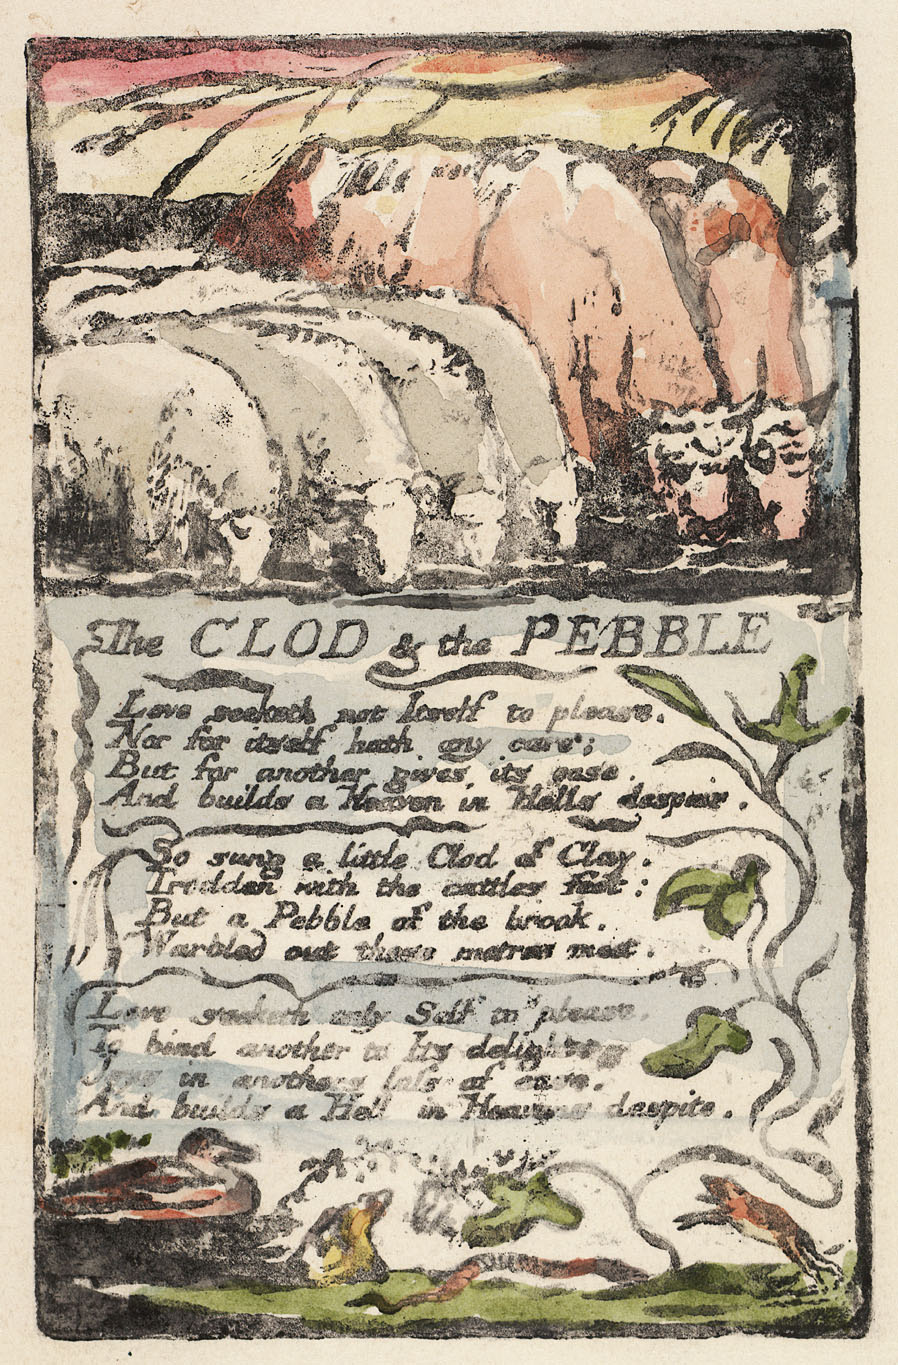 The CLOD & the PEBBLE
Love seeketh not Itself to please.
Nor for itself hath any care;
But for another gives its ease.
And builds a Heaven in Hells despair.
So sung a little Clod of Clay.
Trodden with the cattles feet:
But a Pebble of the brook.
Warbled out these metres meet.
Love seeketh only Self to please.
To bind another to Its delight:
Joys in anothers loss of ease.
And builds a Hell in Heavens despite.